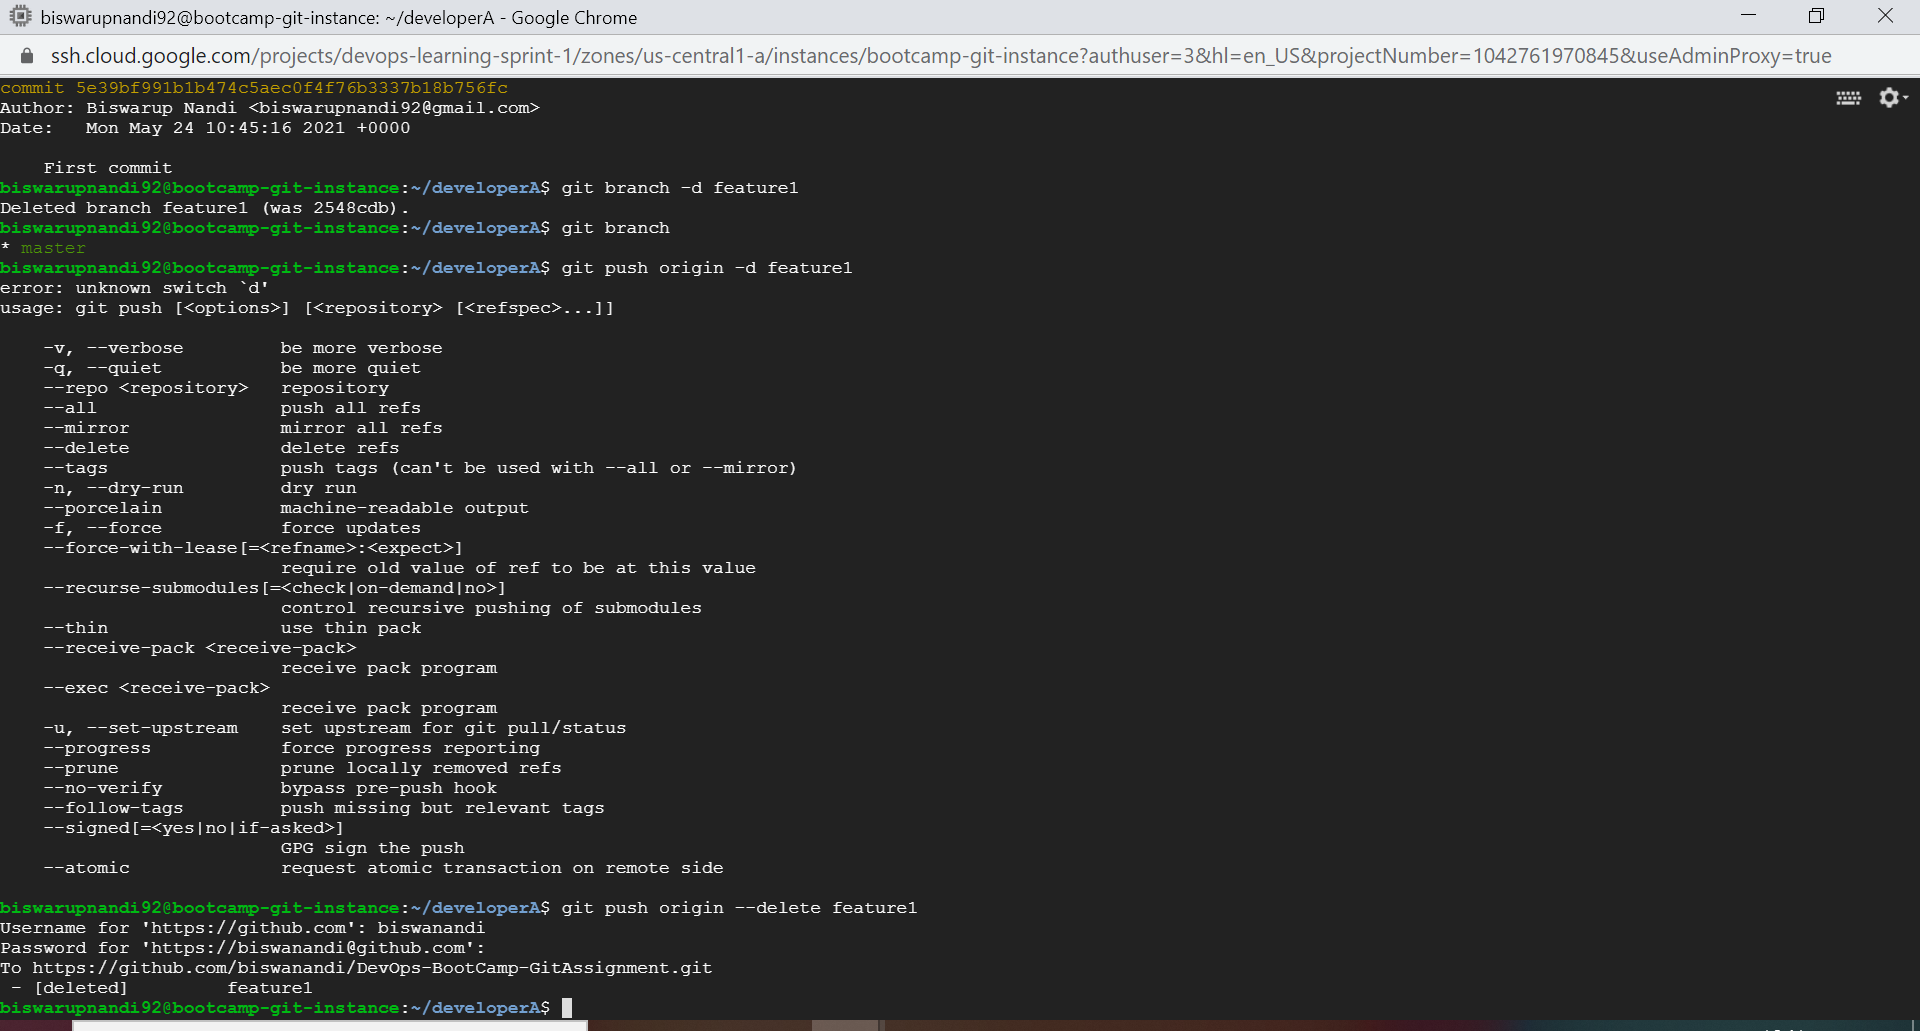 biswarupnandi92@bootcamp-git-instance: ~/developerA - Google Chrome
ssh.cloud.google.com/projects/devops-learning-sprint-1/zones/us-central1-a/instances/bootcamp-git-instance?authuser=3&hl=en_US&projectNumber=1042761970845&useAdminProxy=true
commit 5e39bf991b1b474c5aec0f4f76b3337b18b756fc
Author: Biswarup Nandi <biswarupnandi92@gmail.com>
Date:   Mon May 24 10:45:16 2021 +0000
    First commit
biswarupnandi92@bootcamp-git-instance:~/developerA$ git branch -d feature1
Deleted branch feature1 (was 2548cdb).
biswarupnandi92@bootcamp-git-instance:~/developerA$ git branch
* master
biswarupnandi92@bootcamp-git-instance:~/developerA$ git push origin -d feature1
error: unknown switch `d'
usage: git push [<options>] [<repository> [<refspec>...]]
    -v, --verbose         be more verbose
    -q, --quiet           be more quiet
    --repo <repository>   repository
    --all                 push all refs
    --mirror              mirror all refs
    --delete              delete refs
    --tags                push tags (can't be used with --all or --mirror)
    -n, --dry-run         dry run
    --porcelain           machine-readable output
    -f, --force           force updates
    --force-with-lease[=<refname>:<expect>]
                          require old value of ref to be at this value
    --recurse-submodules[=<check|on-demand|no>]
                          control recursive pushing of submodules
    --thin                use thin pack
    --receive-pack <receive-pack>
                          receive pack program
    --exec <receive-pack>
                          receive pack program
    -u, --set-upstream    set upstream for git pull/status
    --progress            force progress reporting
    --prune               prune locally removed refs
    --no-verify           bypass pre-push hook
    --follow-tags         push missing but relevant tags
    --signed[=<yes|no|if-asked>]
                          GPG sign the push
    --atomic              request atomic transaction on remote side
biswarupnandi92@bootcamp-git-instance:~/developerA$ git push origin --delete feature1
Username for 'https://github.com': biswanandi
Password for 'https://biswanandi@github.com':
To https://github.com/biswanandi/DevOps-BootCamp-GitAssignment.git
 - [deleted]         feature1
biswarupnandi92@bootcamp-git-instance:~/developerA$